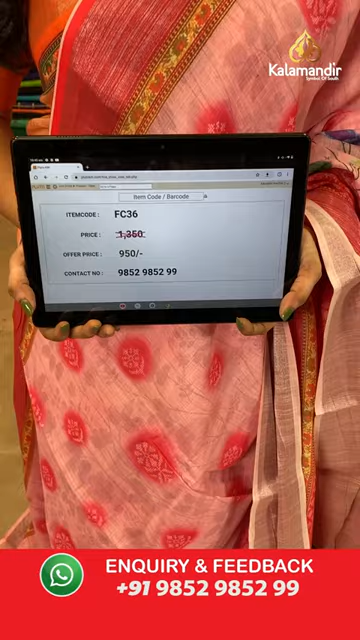 Kalamandir
Symbol Of Saadh
Item Code / Barcode
ITEMCODE : FC36
PRICE : 1,350
OFFER PRICE : 950/-
CONTACT NO : 9852 9852 99
ENQUIRY & FEEDBACK
+91 9852 9852 99